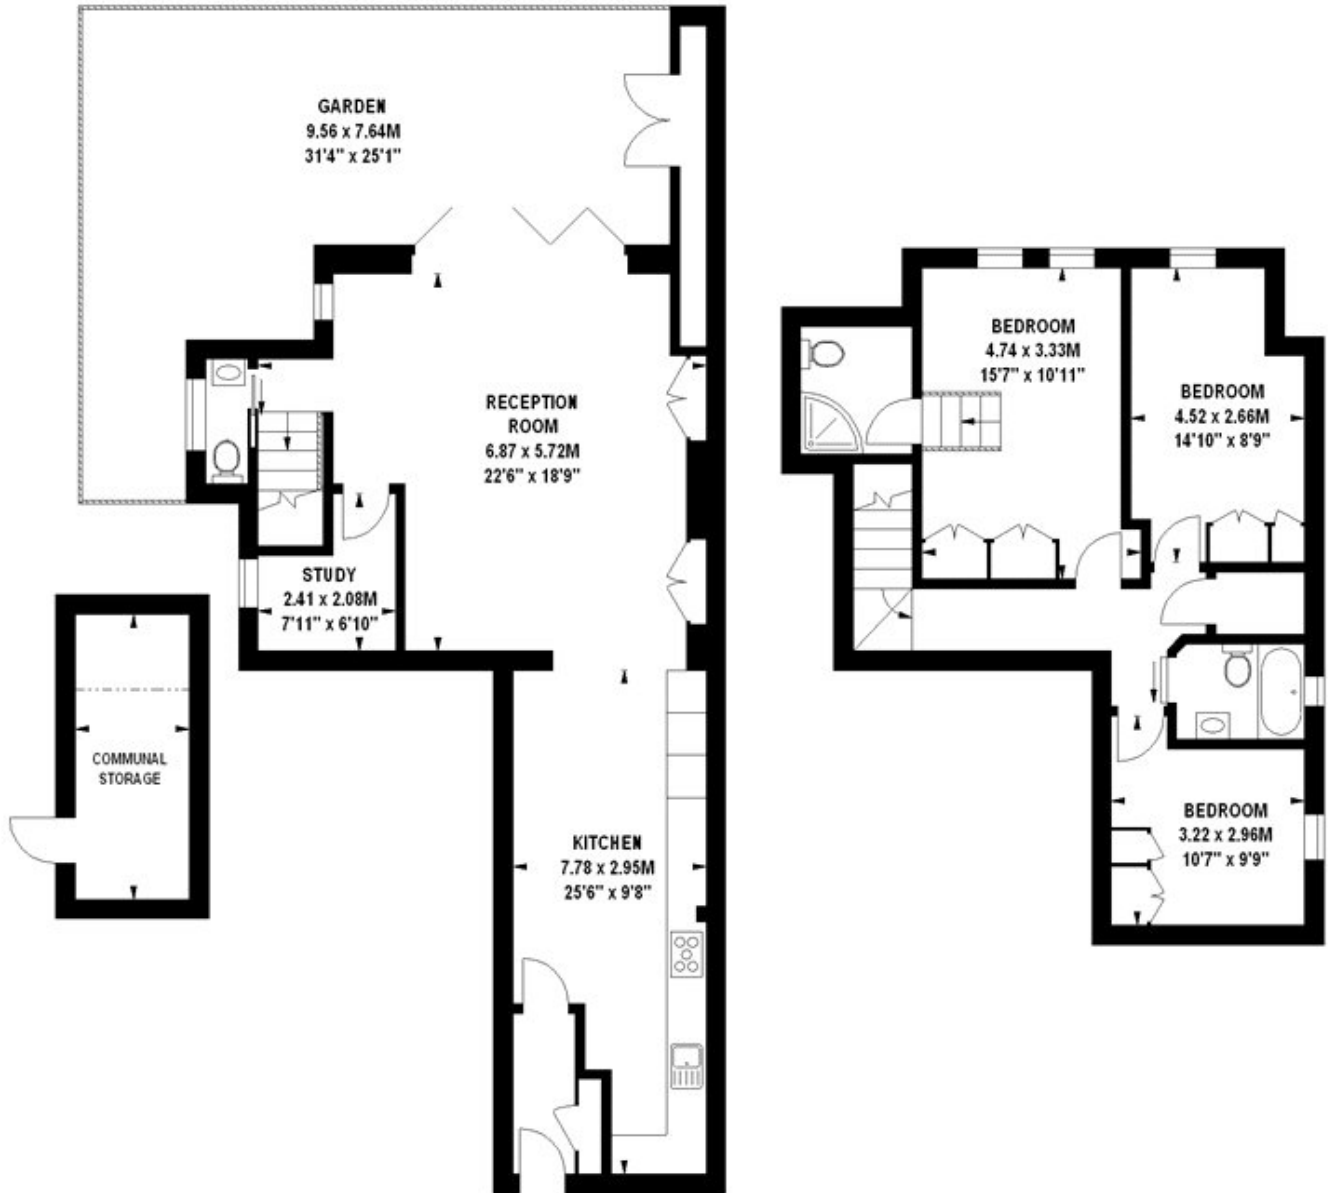 GARDEN
9.56 x 7.64M
31'4" x 25'1"
RECEPTION
ROOM
6.87 x 5.72M
22'6" x 18'9"
STUDY
2.41 x 2.08M
7'11" x 6'10"
COMMUNAL
STORAGE
KITCHEN
7.78 x 2.95M
25'6" x 9'8"
BEDROOM
4.74 x 3.33M
15'7" x 10'11"
BEDROOM
4.52 x 2.66M
14'10" x 8'9"
BEDROOM
3.22 x 2.96M
10'7" x 9'9"